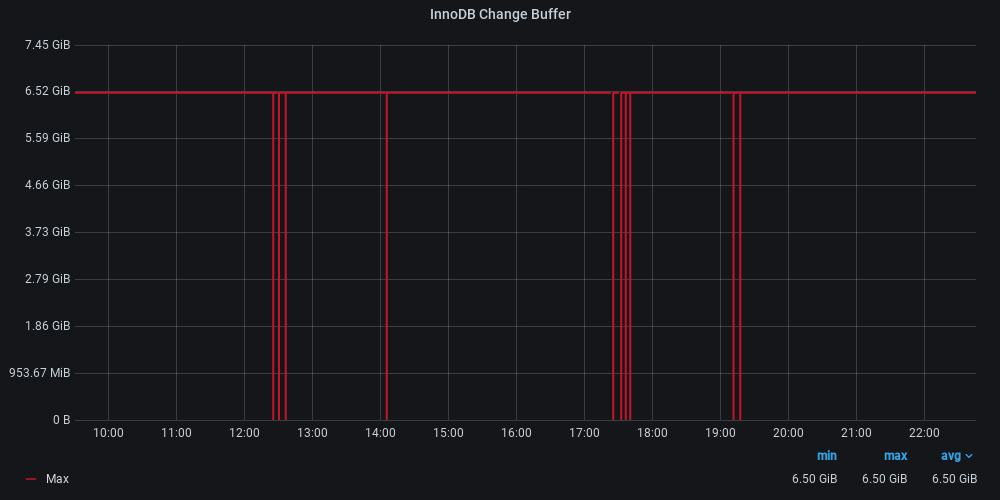 InnoDB Change Buffer
7.45 GiB
6.52 GiB
5.59 GiB
4.66 GiB
3.73 GiB
2.79 GiB
1.86 GiB
953.67 MiB
0 B
10:00 11:00 12:00 13:00 14:00 15:00 16:00 17:00 18:00 19:00 20:00 21:00 22:00
min max avg
Max 6.50 GiB 6.50 GiB 6.50 GiB